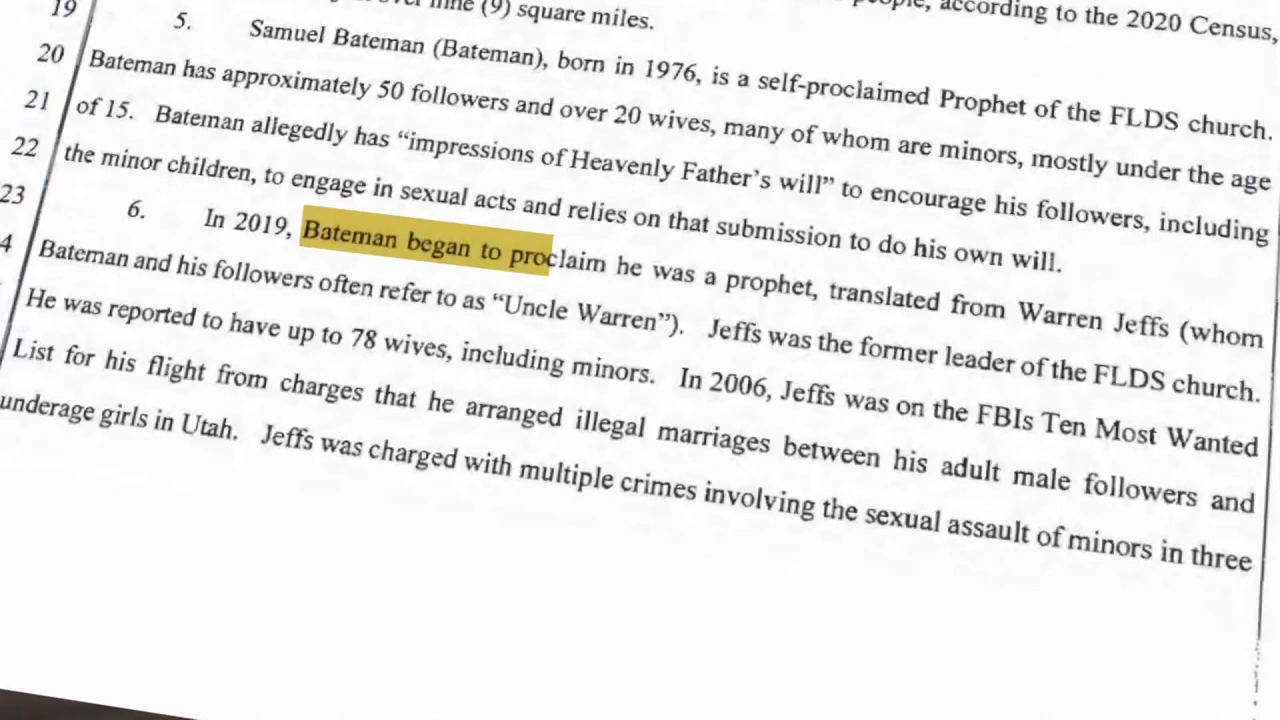 19 (9) square miles. people, according to the 2020 Census,
5. Samuel Bateman (Bateman), born in 1976, is a self-proclaimed Prophet of the FLDS church.
20 Bateman has approximately 50 followers and over 20 wives, many of whom are minors, mostly under the age
21 of 15. Bateman allegedly has “impressions of Heavenly Father’s will” to encourage his followers, including
22 the minor children, to engage in sexual acts and relies on that submission to do his own will.
23 6. In 2019, Bateman began to proclaim he was a prophet, translated from Warren Jeffs (whom
4 Bateman and his followers often refer to as “Uncle Warren”). Jeffs was the former leader of the FLDS church.
He was reported to have up to 78 wives, including minors. In 2006, Jeffs was on the FBIs Ten Most Wanted
List for his flight from charges that he arranged illegal marriages between his adult male followers and
underage girls in Utah. Jeffs was charged with multiple crimes involving the sexual assault of minors in three